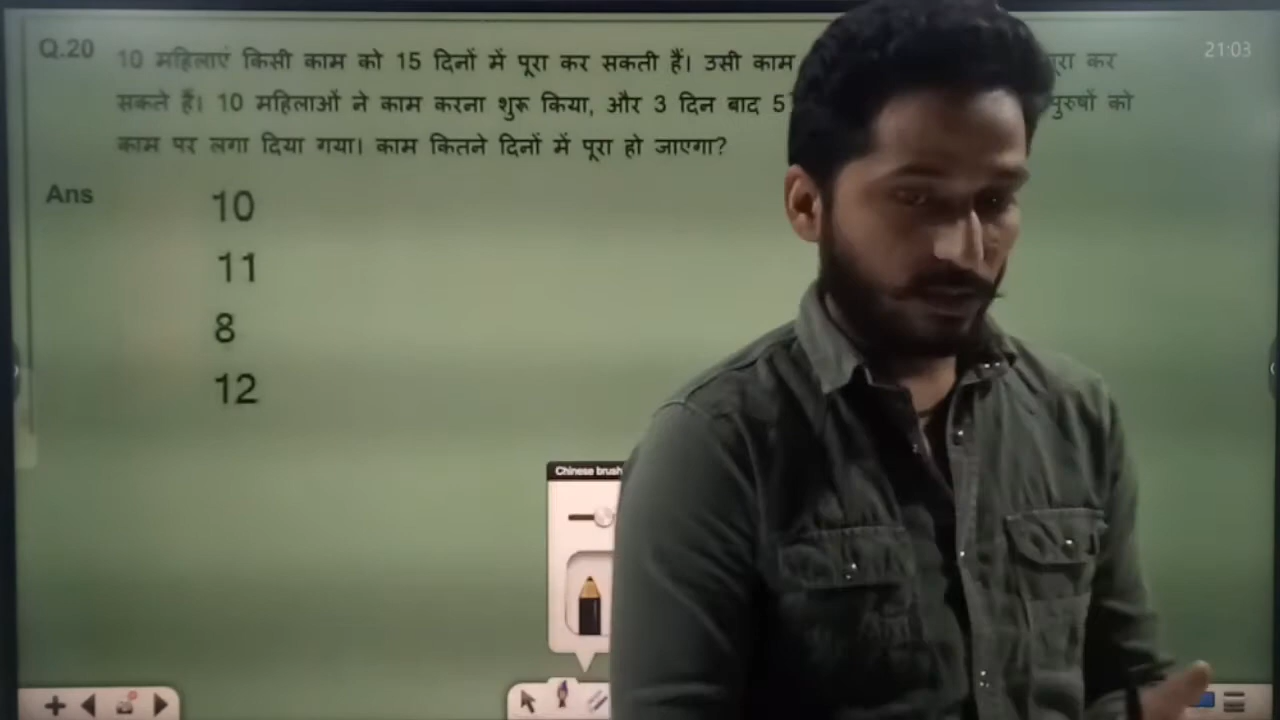 Q.20 10 महिलाएं किसी काम को 15 दिनों में पूरा कर सकती हैं। उसी काम कर
21:03
सकते हैं। 10 महिलाओं ने काम करना शुरू किया, और 3 दिन बाद 5 पुरुषों को
काम पर लगा दिया गया। काम कितने दिनों में पूरा हो जाएगा?
Ans 10
11
8
12
Chinese brush